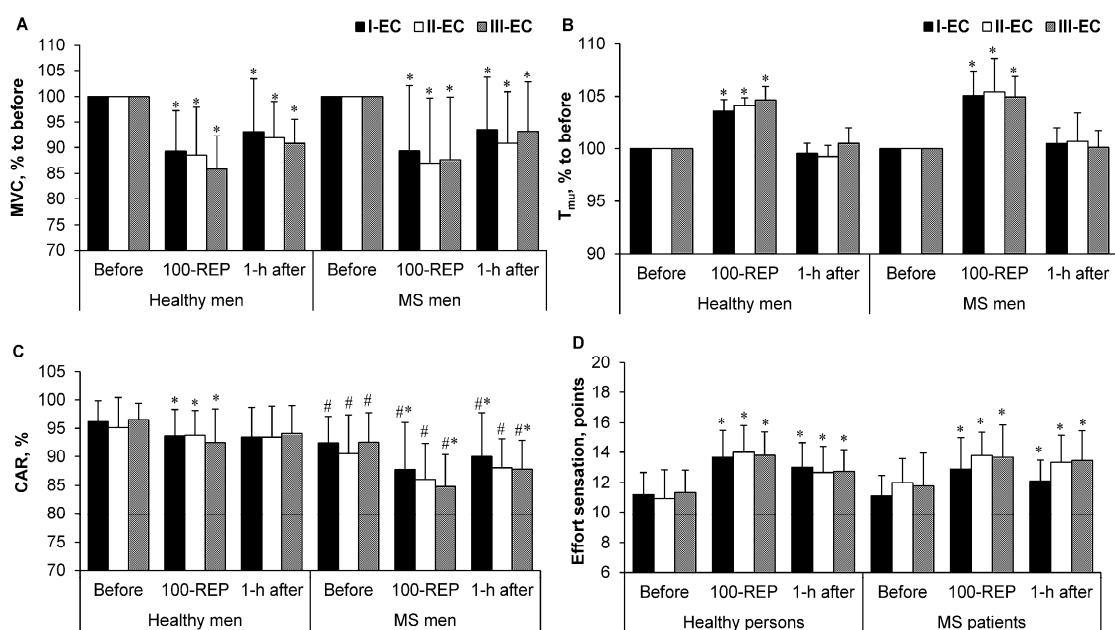 A
I-EC II-EC III-EC
MVC, % to before
110
105
100
95
90
85
80
75
70
* * * * * * * * * * * *
Before 100-REP 1-h after Before 100-REP 1-h after
Healthy men MS men
B
I-EC II-EC III-EC
Tmu, % to before
110
105
100
95
90
* * * * * *
Before 100-REP 1-h after Before 100-REP 1-h after
Healthy men MS men
C
CAR, %
105
100
95
90
85
80
75
70
* * * # # # #* # #* #* # #*
Before 100-REP 1-h after Before 100-REP 1-h after
Healthy men MS men
D
Effort sensation, points
20
18
16
14
12
10
8
6
* * * * * * * * * * * *
Before 100-REP 1-h after Before 100-REP 1-h after
Healthy persons MS patients